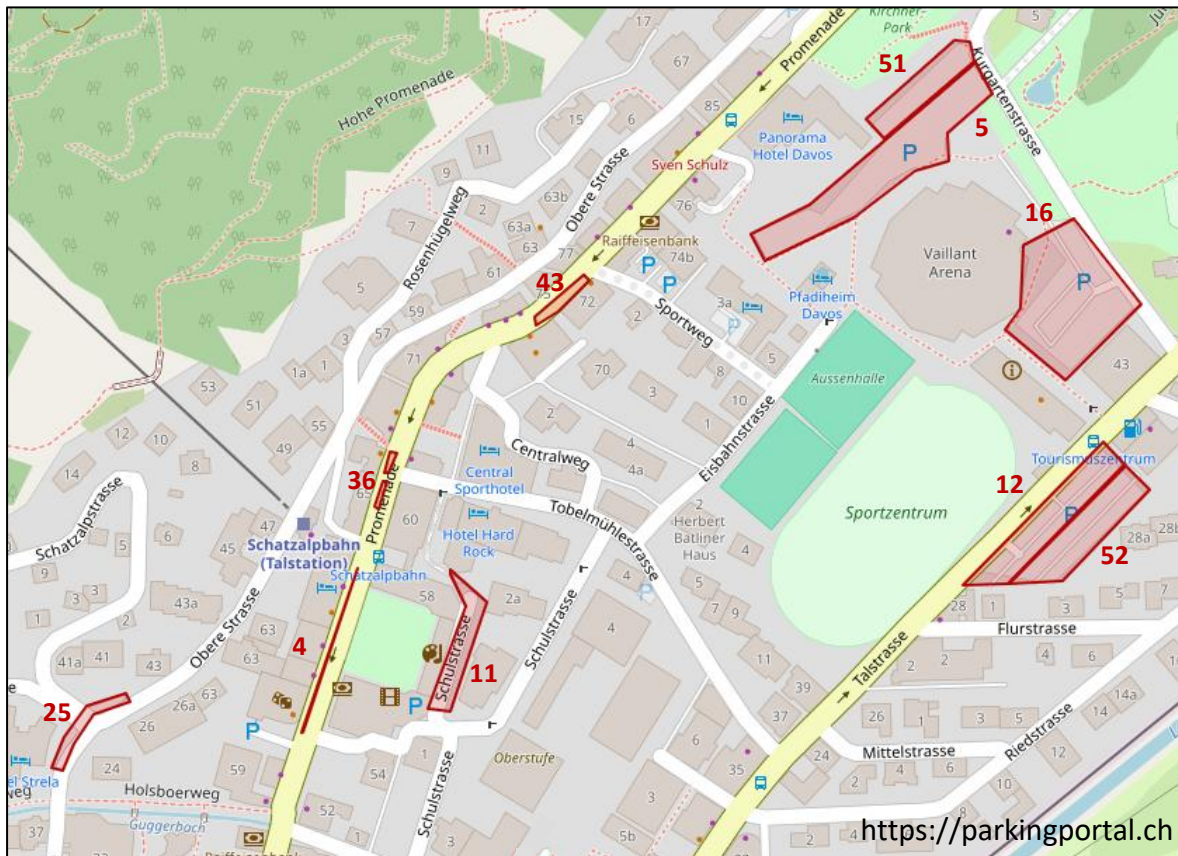 Kirchner-
Park
5
17
67
51
Promenade
Kurgartenstrasse
Hohe Promenade
85
15
6
5
Panorama
Hotel Davos
P
11
9
Obere Strasse
Sven Schulz
2
63b
76
16
7
Rosenhügelweg
63a
63
Raiffeisenbank
77
74b
Vaillant
Arena
61
P
P
P
43
75
72
3a
Pfadiheim
Davos
5
59
2
Sportweg
P
57
3
1
71
5
43
1a
70
8
Aussenhalle
53
3
10
51
55
2
12
10
49
4
1
Eisbahnstrasse
14
8
Centralweg
4a
Tourismuszentrum
36
65
Central
Sporthotel
12
Promenade
2
P
Schatzalpstrasse
47
60
Tobelmühlestrasse
Herbert
Batliner
Haus
Sportzentrum
28b
5
45
Schatzalpbahn
(Talstation)
Hotel Hard
Rock
4
28a
52
6
Schatzalpbahn
9
3
4
P
7
5
7
1
43a
58
2a
5
28
1
3
Obere Strasse
63
9
4
Flurstrasse
41a
41
43
63
4
Schulstrasse
11
Schulstrasse
11
Talstrasse
2
2
25
63
26a
26
P
37
39
26
1
14a
14
P
Riedstrasse
12
24
59
1
6
24
Mittelstrasse
54
Oberstufe
Holsboerweg
35
2
4
6
10
8
37
Guggerbach
52
Schulstrasse
3
5b
https://parkingportal.ch